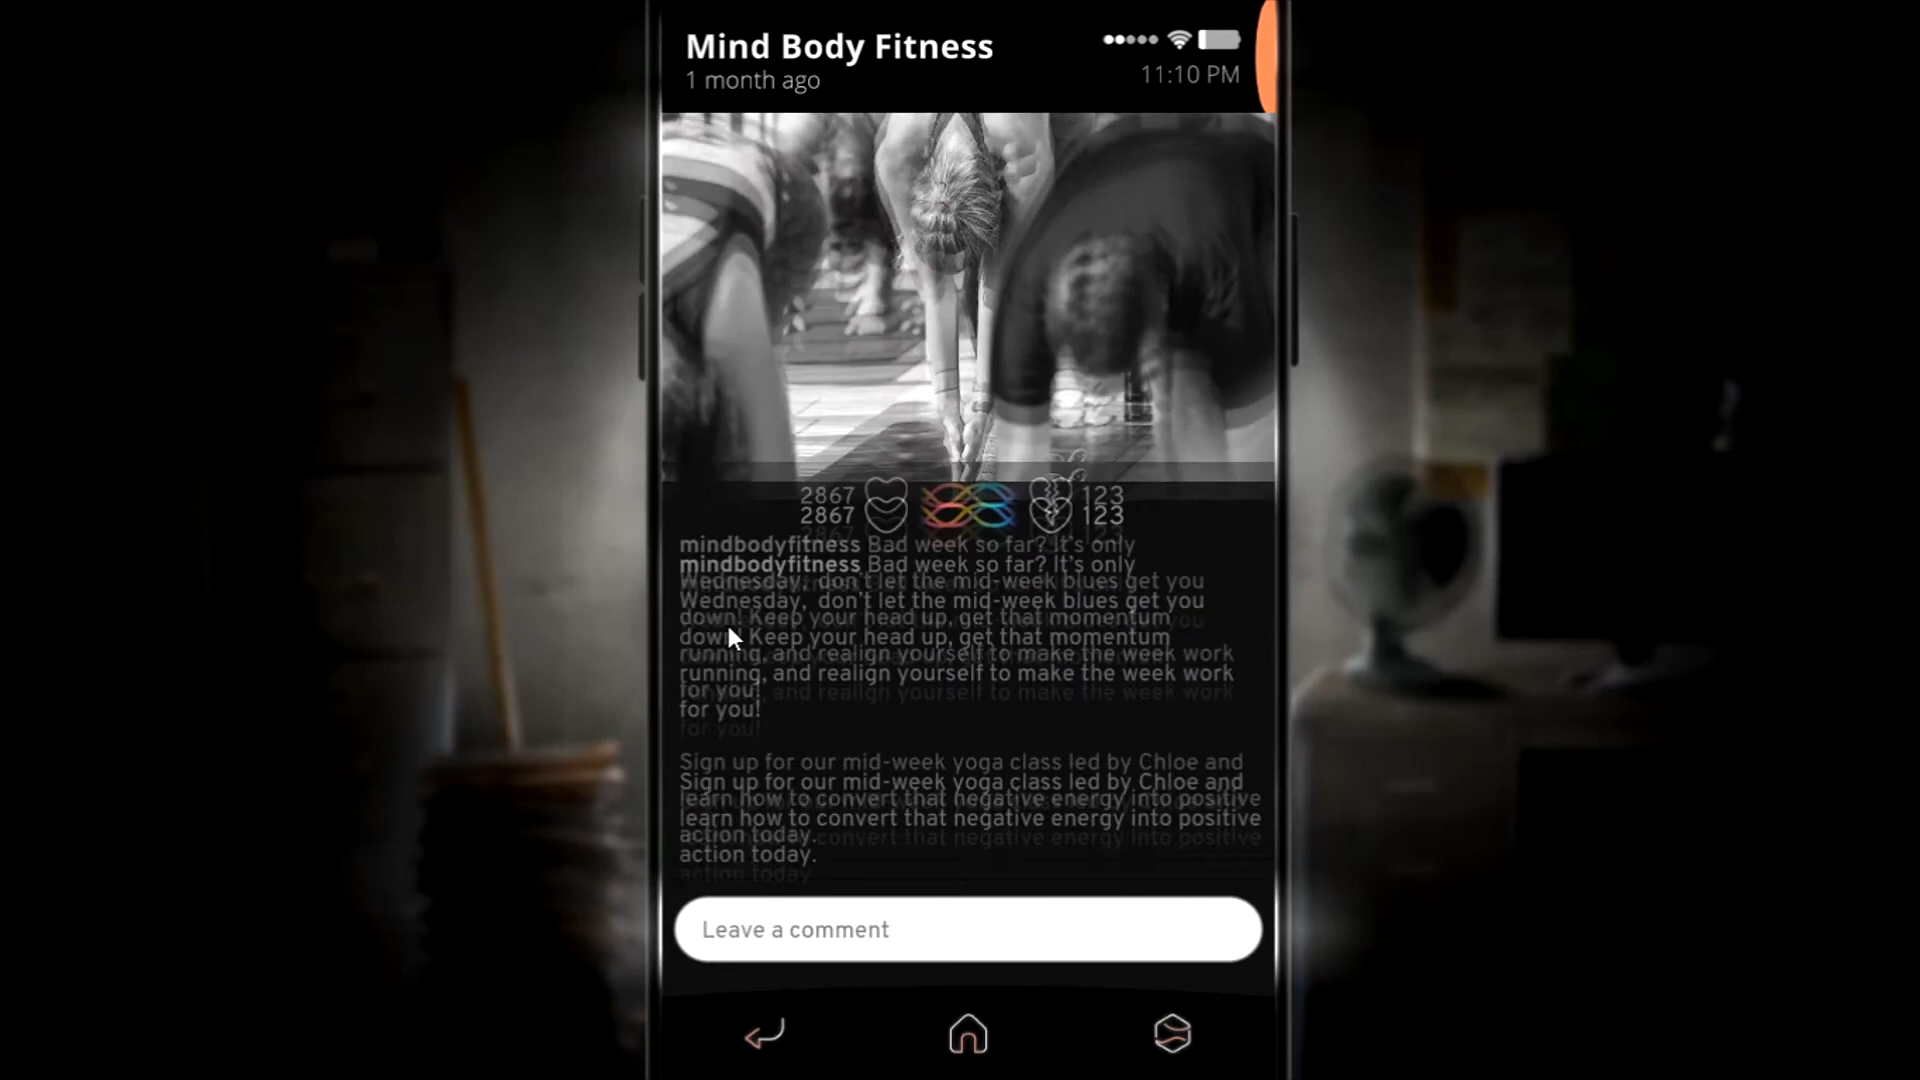 Mind Body Fitness
1 month ago
11:10 PM
2867 123
2867 123
mindbodyfitness Bad week so far? It's only
Wednesday, don't let the mid-week blues get you
down! Keep your head up, get that momentum
running, and realign yourself to make the week work
for you!
Sign up for our mid-week yoga class led by Chloe and
learn how to convert that negative energy into positive
action today.
Leave a comment